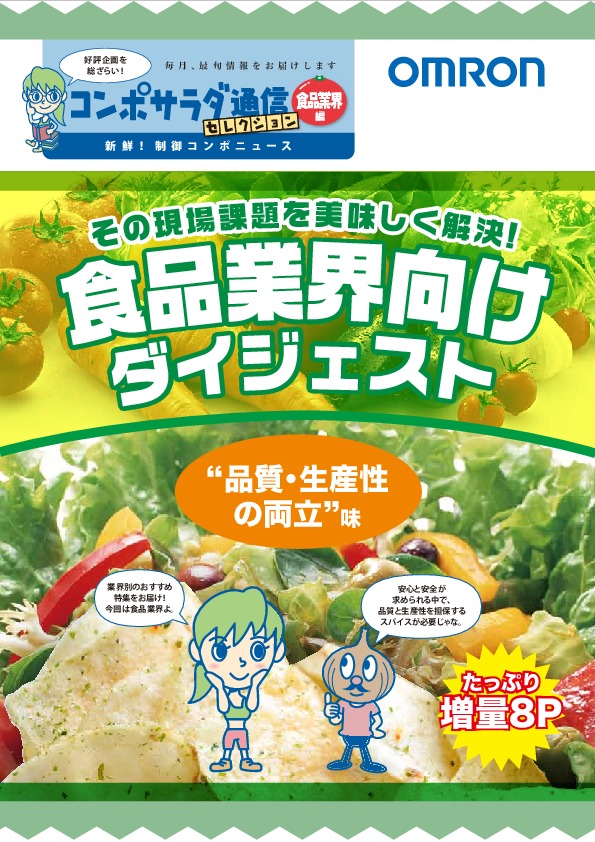 好評企画を
総ざらい！
毎月、最旬情報をお届けします
OMRON
コンポサラダ通信
セレクション
食品業界
編
新鮮！制御コンポニュース
その現場課題を美味しく解決！
食品業界向け
ダイジェスト
“品質・生産性
の両立”味
業界別のおすすめ
特集をお届け！
今回は食品業界よ。
安心と安全が
求められる中で、
品質と生産性を担保する
スパイスが必要じゃな。
たっぷり
増量8P